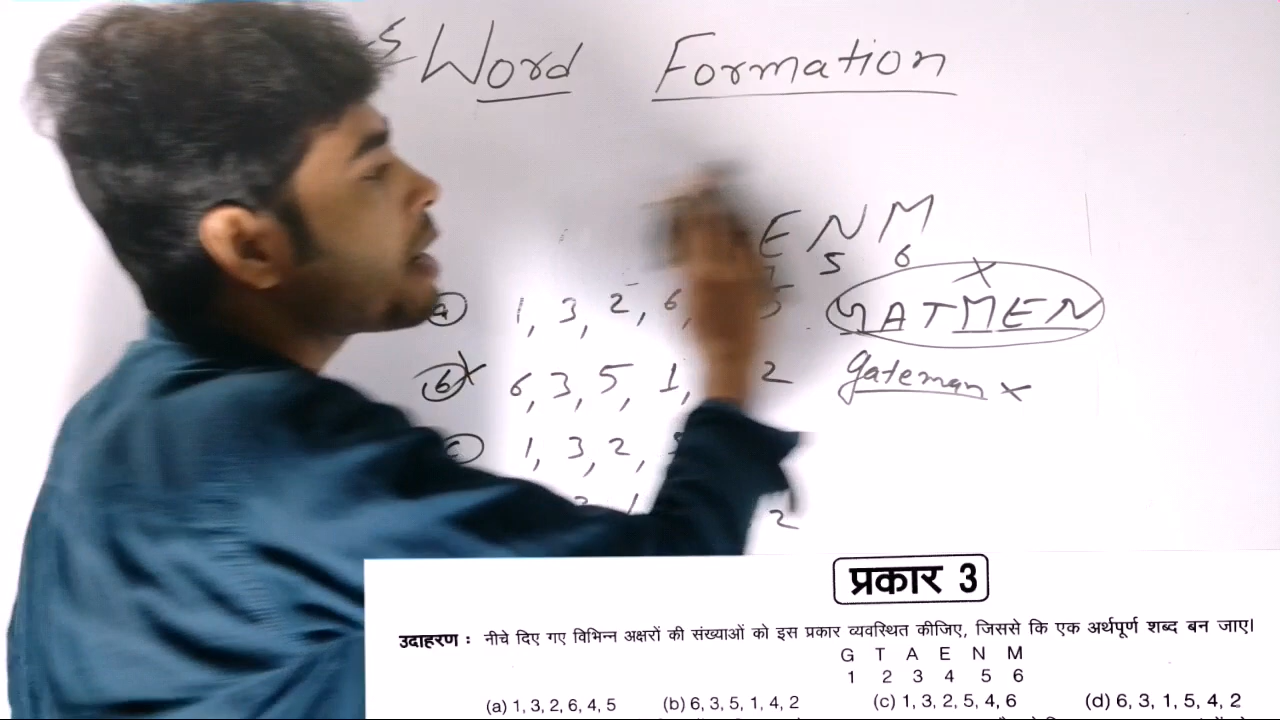 Word Formation
E N M
5 6
a 1, 3, 2, 6, 5 GATMEN x
b x 6, 3, 5, 1, 2 gateman x
c 1, 3, 2,
2
प्रकार 3
उदाहरण : नीचे दिए गए विभिन्न अक्षरों की संख्याओं को इस प्रकार व्यवस्थित कीजिए, जिससे कि एक अर्थपूर्ण शब्द बन जाए।
G T A E N M
1 2 3 4 5 6
(a) 1, 3, 2, 6, 4, 5 (b) 6, 3, 5, 1, 4, 2 (c) 1, 3, 2, 5, 4, 6 (d) 6, 3, 1, 5, 4, 2